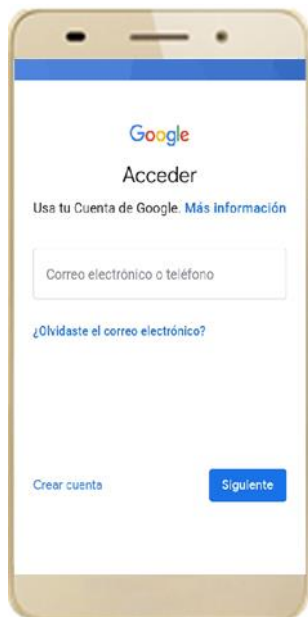 Google
Acceder
Usa tu Cuenta de Google. Más información
Correo electrónico o teléfono
¿Olvidaste el correo electrónico?
Crear cuenta
Siguiente